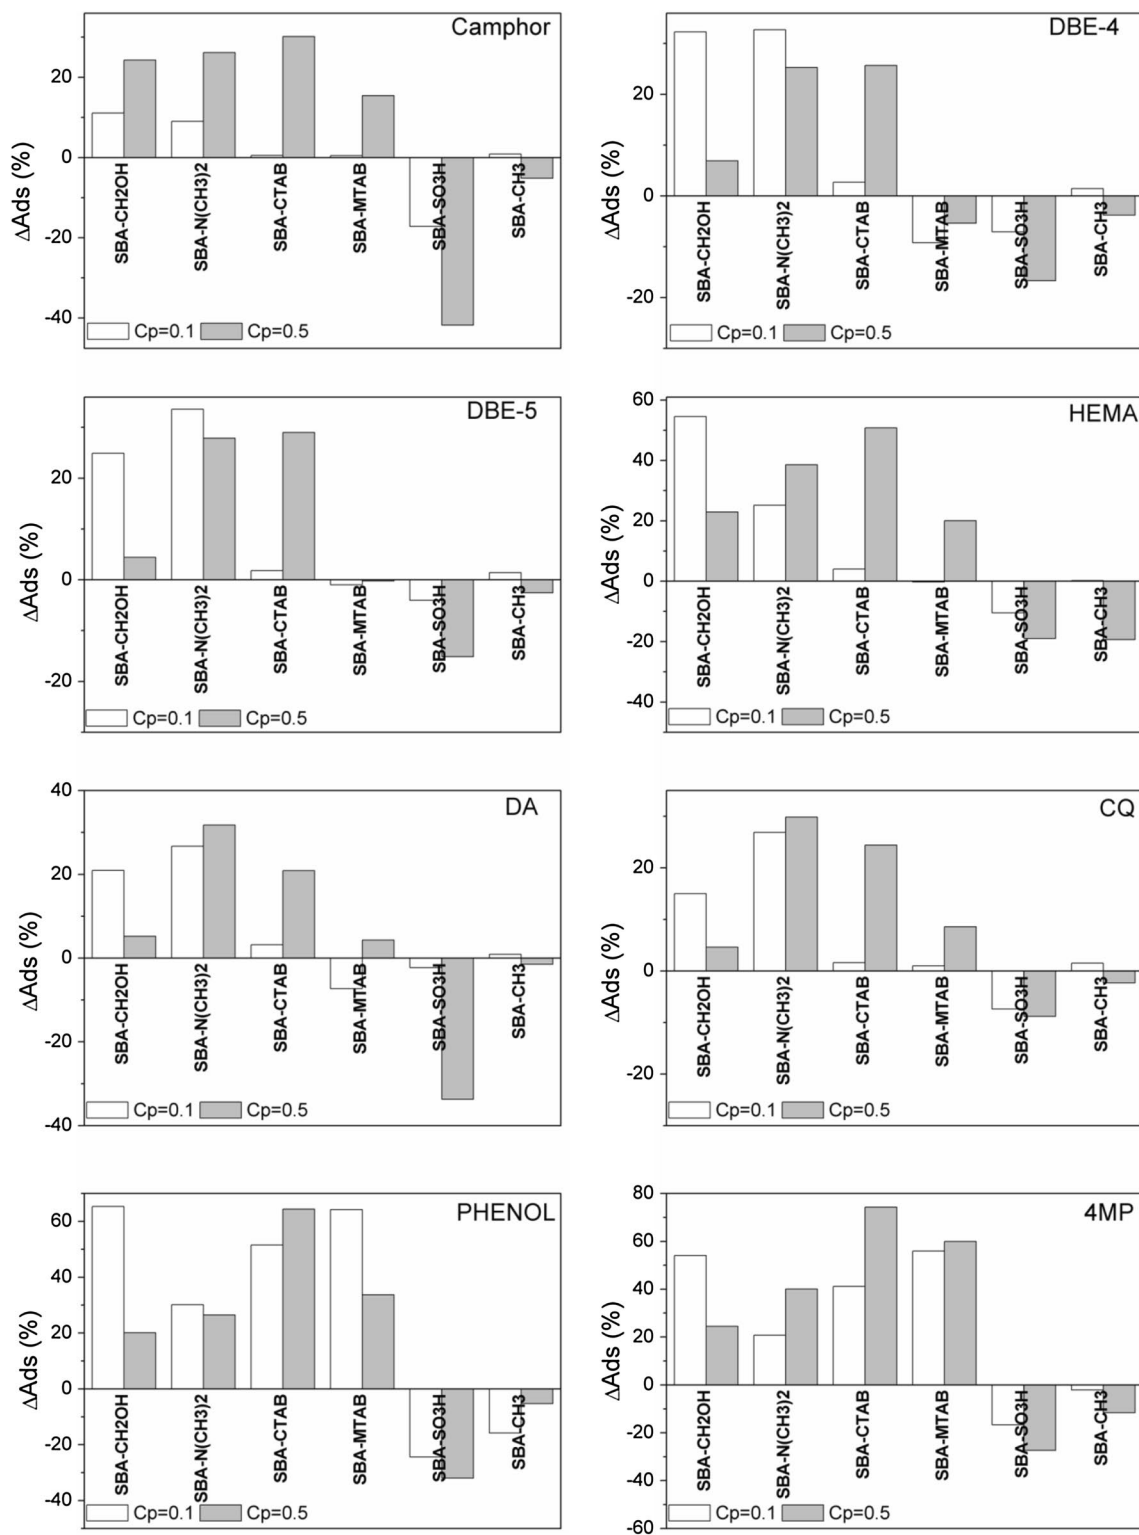 Camphor
20
0
-20
-40
ΔAds (%)
SBA-CH2OH
SBA-N(CH3)2
SBA-CTAB
SBA-MTAB
SBA-SO3H
SBA-CH3
Cp=0.1 Cp=0.5
DBE-4
20
0
-20
ΔAds (%)
SBA-CH2OH
SBA-N(CH3)2
SBA-CTAB
SBA-MTAB
SBA-SO3H
SBA-CH3
Cp=0.1 Cp=0.5
DBE-5
20
0
-20
ΔAds (%)
SBA-CH2OH
SBA-N(CH3)2
SBA-CTAB
SBA-MTAB
SBA-SO3H
SBA-CH3
Cp=0.1 Cp=0.5
HEMA
60
40
20
0
-20
-40
ΔAds (%)
SBA-CH2OH
SBA-N(CH3)2
SBA-CTAB
SBA-MTAB
SBA-SO3H
SBA-CH3
Cp=0.1 Cp=0.5
DA
40
20
0
-20
-40
ΔAds (%)
SBA-CH2OH
SBA-N(CH3)2
SBA-CTAB
SBA-MTAB
SBA-SO3H
SBA-CH3
Cp=0.1 Cp=0.5
CQ
20
0
-20
ΔAds (%)
SBA-CH2OH
SBA-N(CH3)2
SBA-CTAB
SBA-MTAB
SBA-SO3H
SBA-CH3
Cp=0.1 Cp=0.5
PHENOL
60
40
20
0
-20
-40
ΔAds (%)
SBA-CH2OH
SBA-N(CH3)2
SBA-CTAB
SBA-MTAB
SBA-SO3H
SBA-CH3
Cp=0.1 Cp=0.5
4MP
80
60
40
20
0
-20
-40
-60
ΔAds (%)
SBA-CH2OH
SBA-N(CH3)2
SBA-CTAB
SBA-MTAB
SBA-SO3H
SBA-CH3
Cp=0.1 Cp=0.5